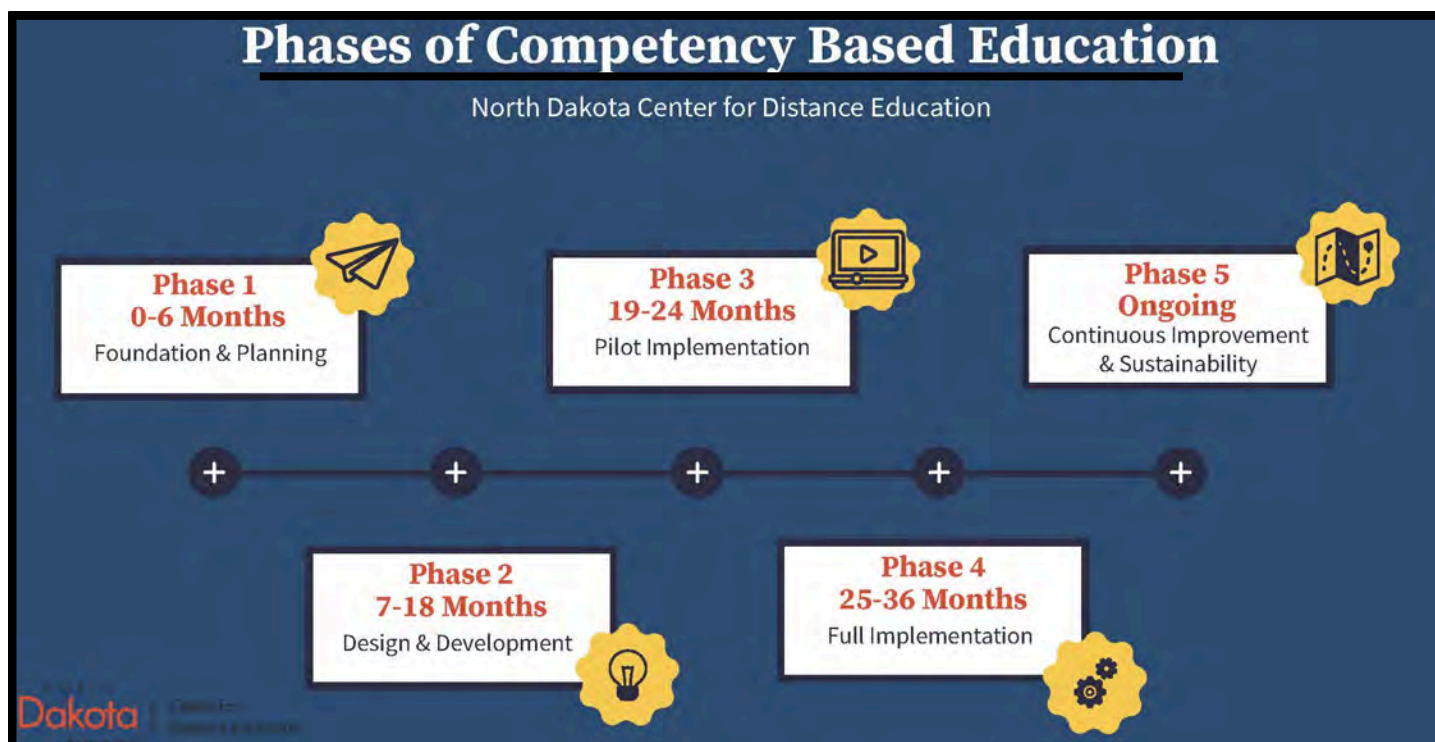 Phases of Competency Based Education
North Dakota Center for Distance Education
Phase 1
0-6 Months
Foundation & Planning
Phase 2
7-18 Months
Design & Development
Phase 3
19-24 Months
Pilot Implementation
Phase 4
25-36 Months
Full Implementation
Phase 5
Ongoing
Continuous Improvement
& Sustainability
Dakota